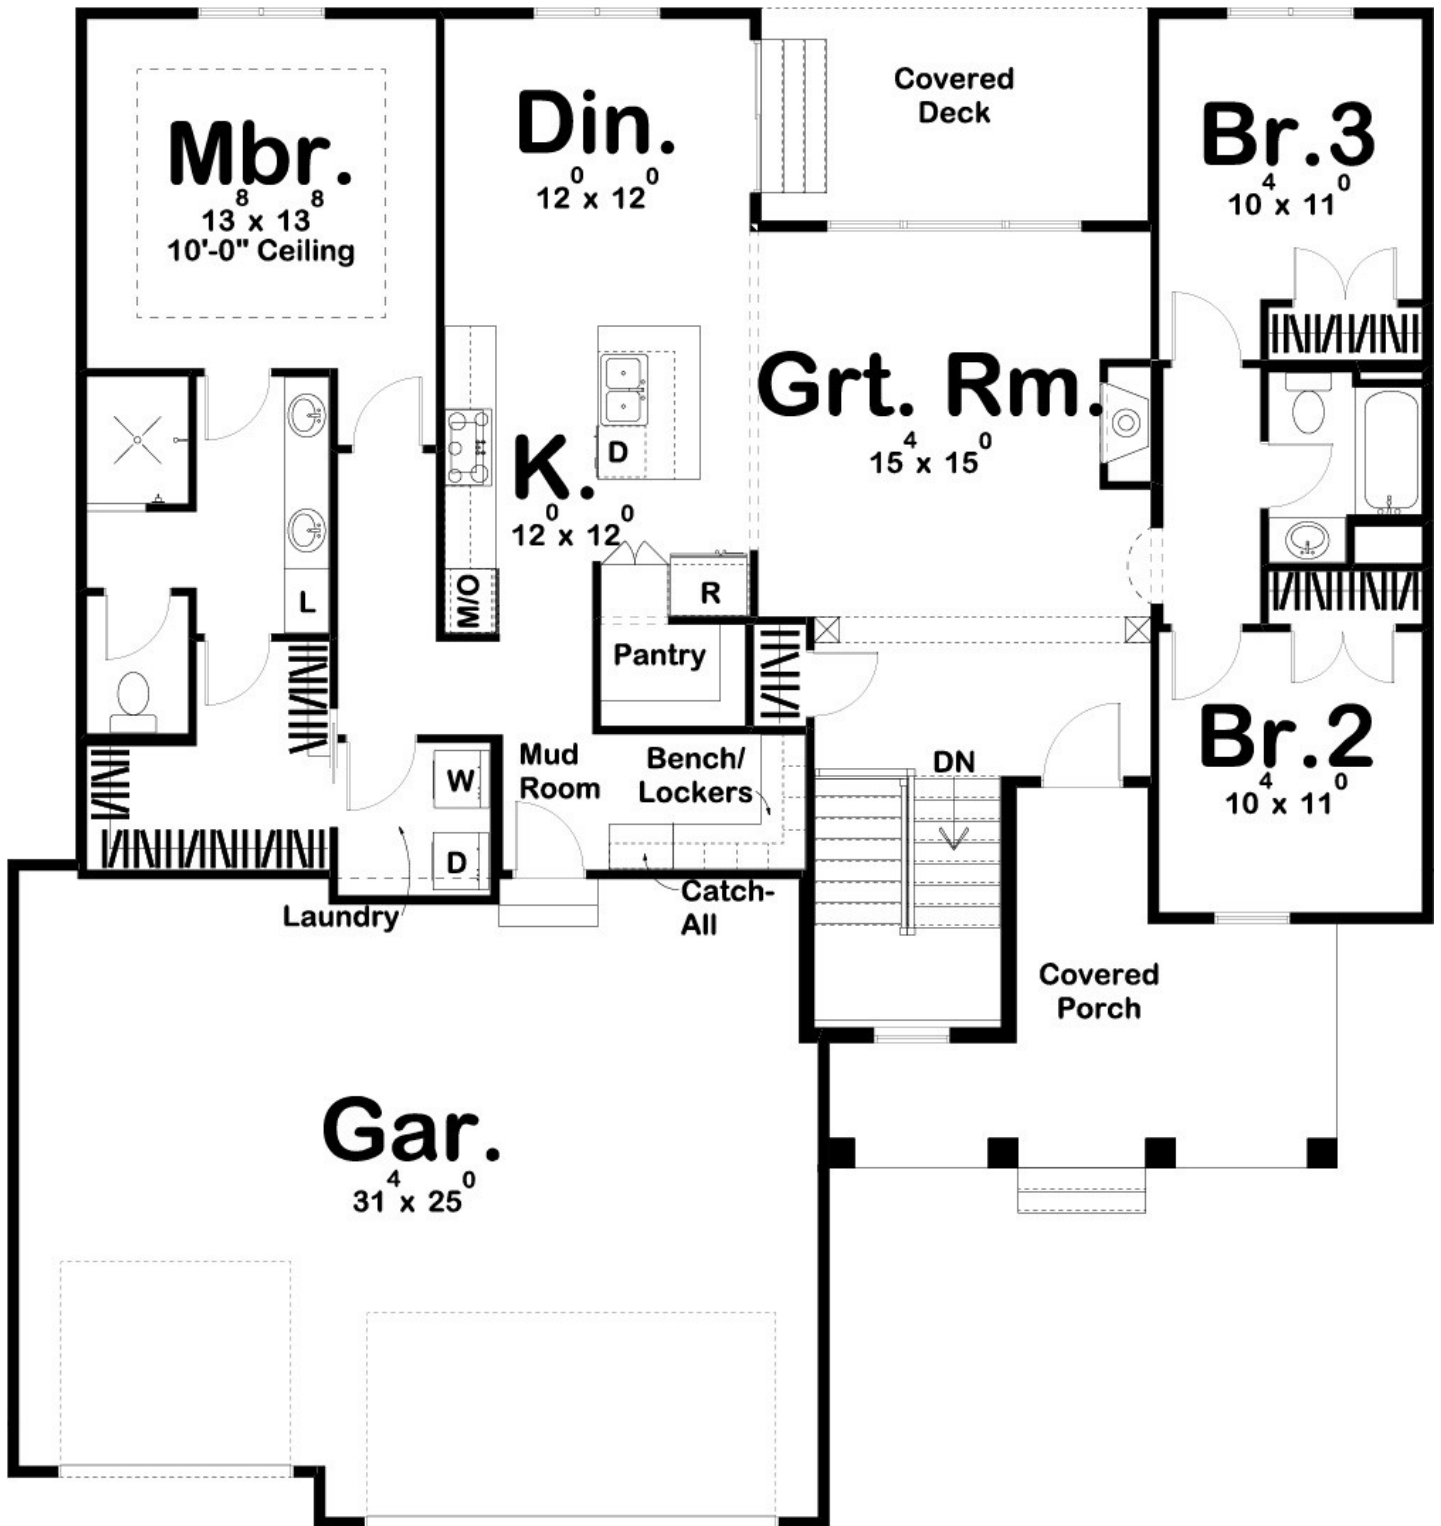 Mbr.
13⁸ x 13⁸
10'-0" Ceiling
Din.
12⁰ x 12⁰
Covered
Deck
Br.3
10⁴ x 11⁰
Grt. Rm.
15⁴ x 15⁰
K.
12⁰ x 12⁰
D
M/O
R
L
Pantry
Mud
Room
Bench/
Lockers
DN
Br.2
10⁴ x 11⁰
W
D
Laundry
Catch-
All
Covered
Porch
Gar.
31⁴ x 25⁰